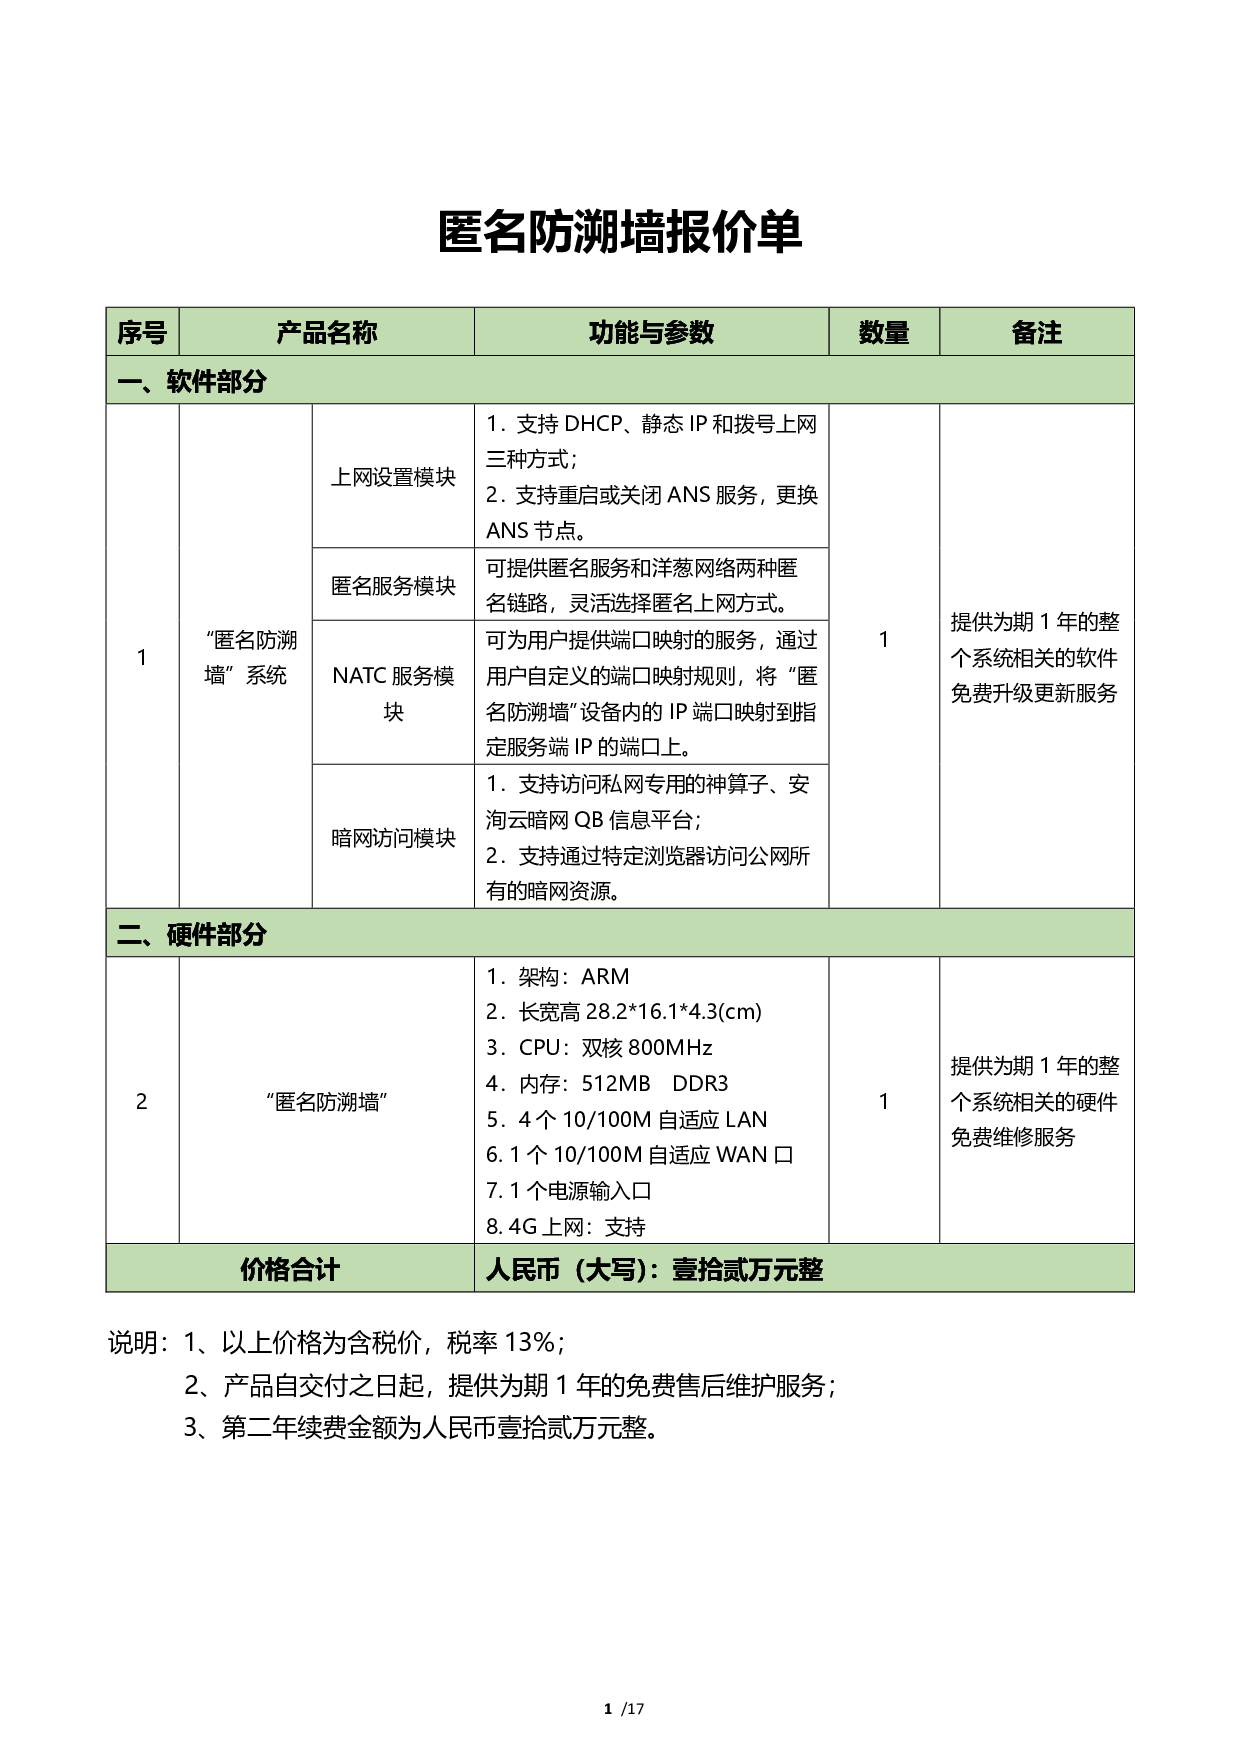 匿名防溯墙报价单
序号 产品名称 功能与参数 数量 备注
一、软件部分
1
“匿名防溯
墙”系统
上网设置模块
1. 支持 DHCP、静态 IP 和拨号上网
三种方式；
2. 支持重启或关闭 ANS 服务，更换
ANS 节点。
匿名服务模块
可提供匿名服务和洋葱网络两种匿
名链路，灵活选择匿名上网方式。
NATC 服务模
块
可为用户提供端口映射的服务，通过
用户自定义的端口映射规则，将“匿
名防溯墙”设备内的 IP 端口映射到指
定服务端 IP 的端口上。
暗网访问模块
1. 支持访问私网专用的神算子、安
洵云暗网 QB 信息平台；
2. 支持通过特定浏览器访问公网所
有的暗网资源。
1
提供为期 1 年的整
个系统相关的软件
免费升级更新服务
二、硬件部分
2
“匿名防溯墙”
1. 架构：ARM
2. 长宽高 28.2*16.1*4.3(cm)
3. CPU：双核 800MHz
4. 内存：512MB DDR3
5. 4 个 10/100M 自适应 LAN
6. 1 个 10/100M 自适应 WAN 口
7. 1 个电源输入口
8. 4G 上网：支持
1
提供为期 1 年的整
个系统相关的硬件
免费维修服务
价格合计 人民币（大写）：壹拾贰万元整
说明：1、以上价格为含税价，税率 13%；
2、产品自交付之日起，提供为期 1 年的免费售后维护服务；
3、第二年续费金额为人民币壹拾贰万元整。
1 /17